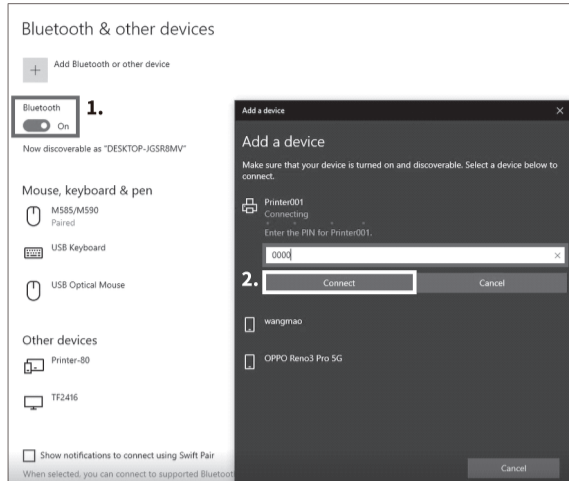 Bluetooth & other devices
Add Bluetooth or other device
Bluetooth
1.
On
Now discoverable as "DESKTOP-JGSR8MV"
Mouse, keyboard & pen
M585/M590
Paired
USB Keyboard
USB Optical Mouse
Other devices
Printer-80
TF2416
Show notifications to connect using Swift Pair
When selected, you can connect to supported Bluetoot
Add a device
Add a device
Make sure that your device is turned on and discoverable. Select a device below to
connect.
Printer001
Connecting
Enter the PIN for Printer001.
0000
2.
Connect
Cancel
wangmao
OPPO Reno3 Pro 5G
Cancel